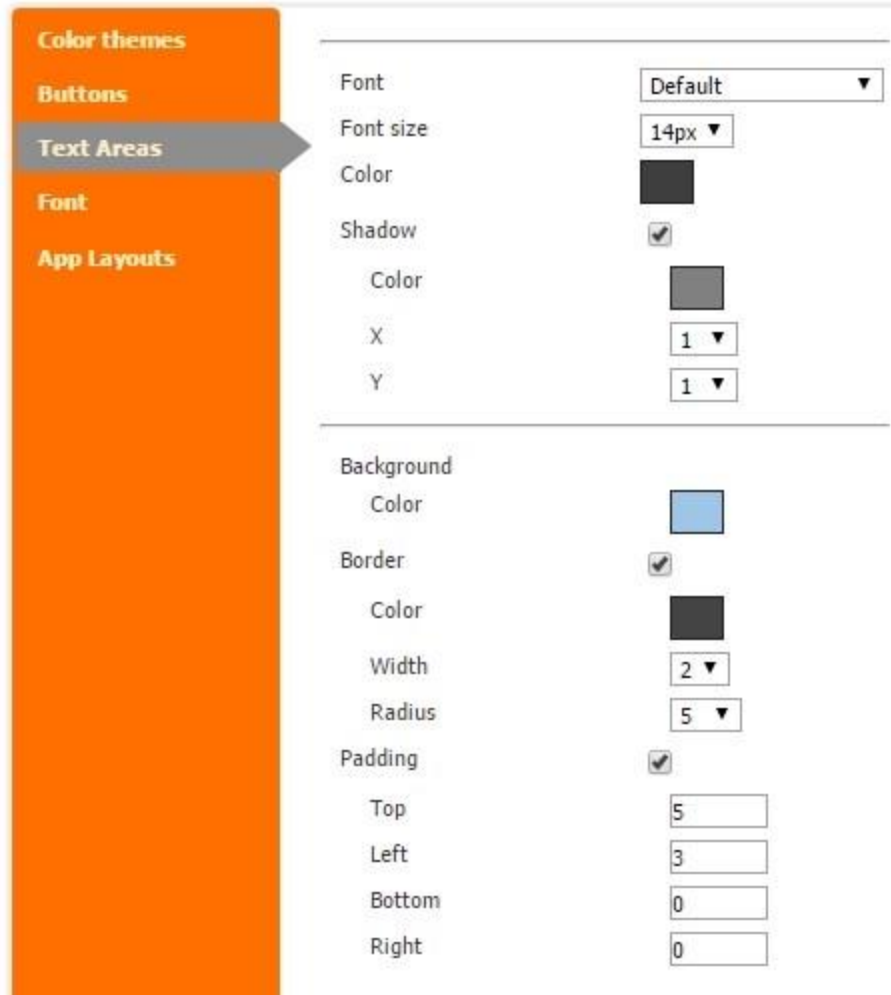 Color themes
Buttons
Text Areas
Font
App Layouts
Font Default
Font size 14px
Color
Shadow
Color
X 1
Y 1
Background
Color
Border
Color
Width 2
Radius 5
Padding
Top 5
Left 3
Bottom 0
Right 0